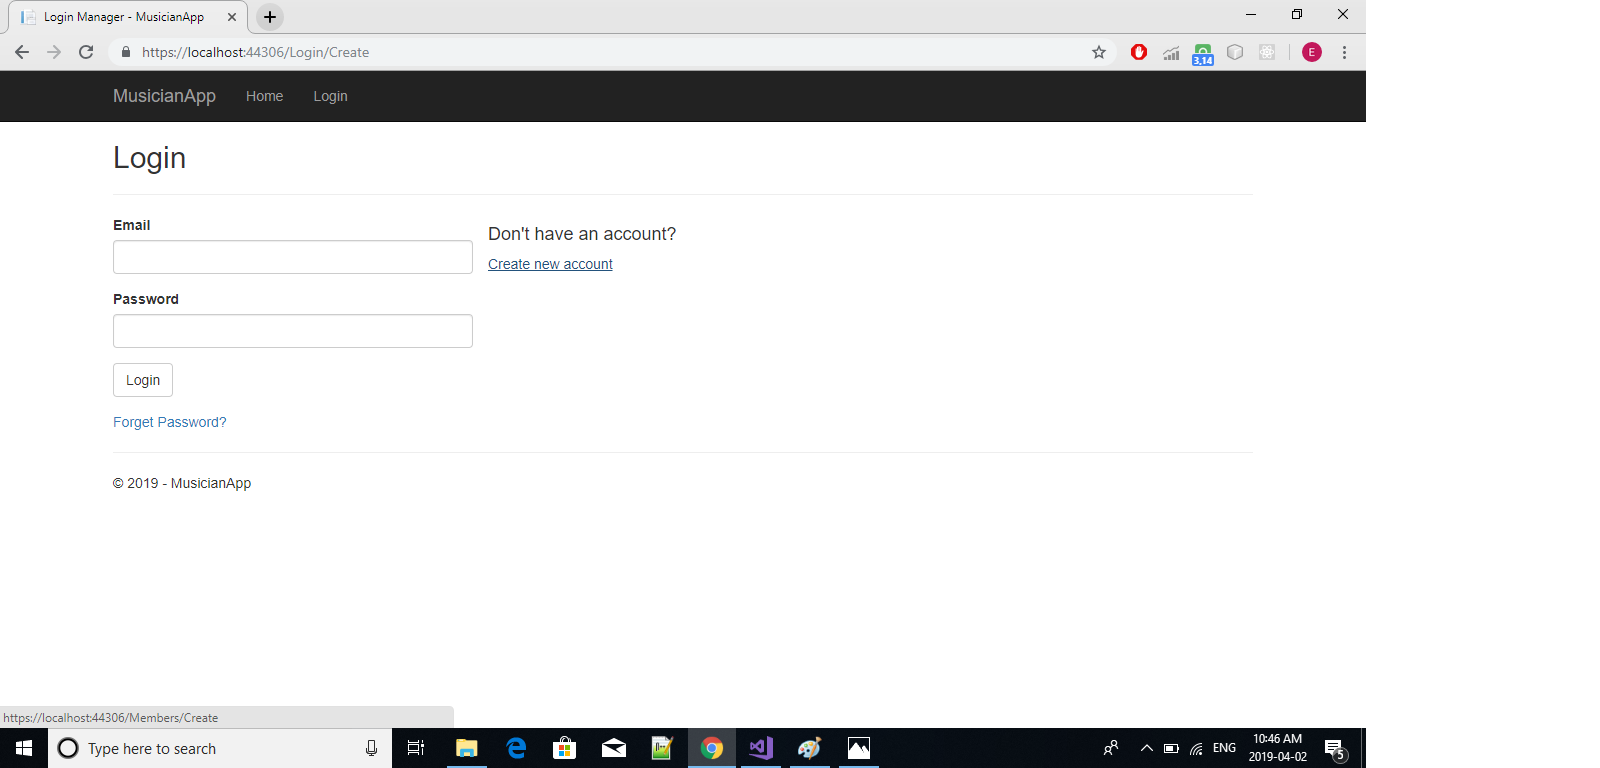 Login Manager - MusicianApp
https://localhost:44306/Login/Create
3,14
E
MusicianApp Home Login
Login
Email
Don't have an account?
Create new account
Password
Login
Forget Password?
© 2019 - MusicianApp
https://localhost:44306/Members/Create
Type here to search
ENG
10:46 AM
2019-04-02
5